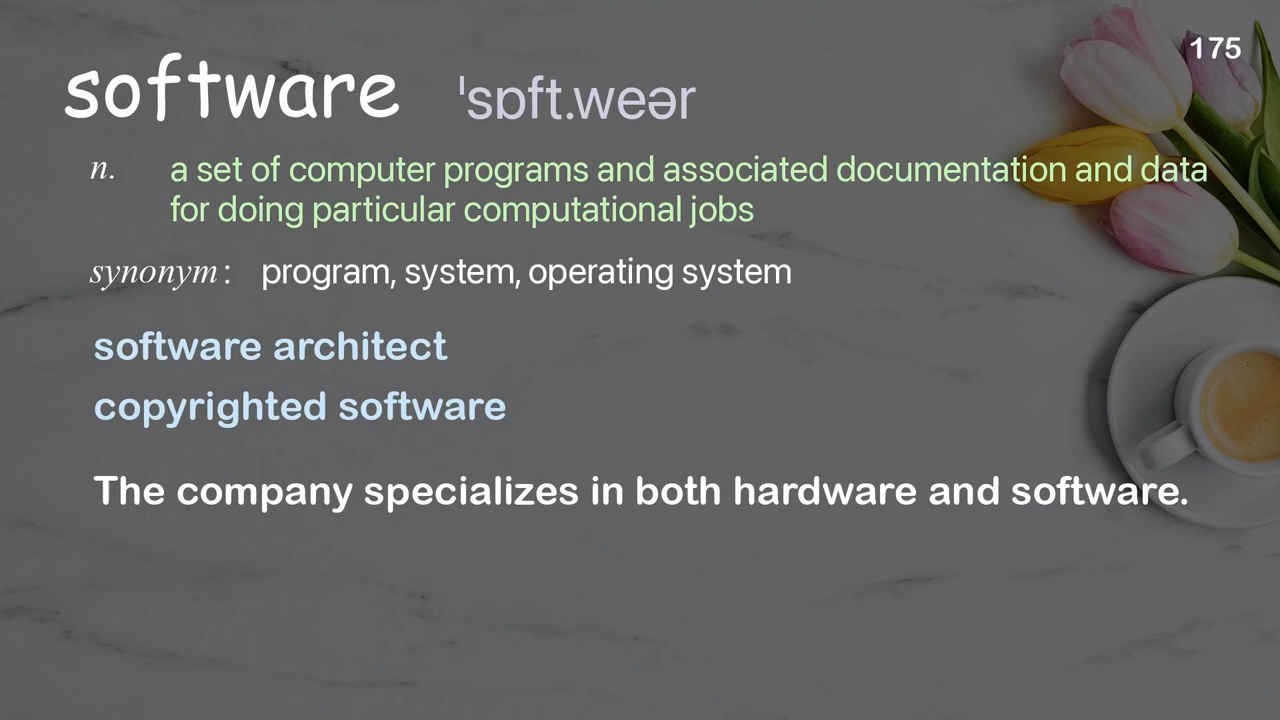 175
software ˈsɒft.weər
n. a set of computer programs and associated documentation and data
for doing particular computational jobs
synonym: program, system, operating system
software architect
copyrighted software
The company specializes in both hardware and software.